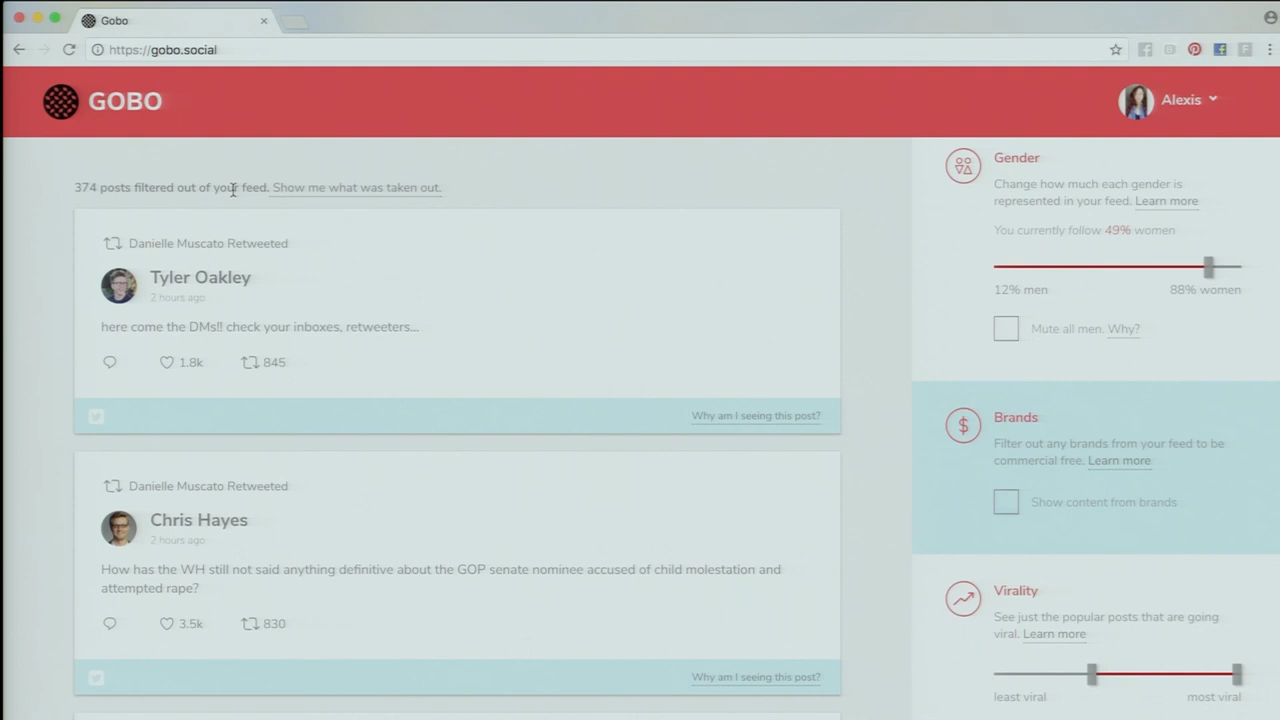 Gobo
https://gobo.social
GOBO
Alexis
374 posts filtered out of your feed. Show me what was taken out.
Danielle Muscato Retweeted
Tyler Oakley
2 hours ago
here come the DMs!! check your inboxes, retweeters...
1.8k
845
Why am I seeing this post?
Danielle Muscato Retweeted
Chris Hayes
2 hours ago
How has the WH still not said anything definitive about the GOP senate nominee accused of child molestation and
attempted rape?
3.5k
830
Why am I seeing this post?
Gender
Change how much each gender is
represented in your feed. Learn more
You currently follow 49% women
12% men
88% women
Mute all men. Why?
Brands
Filter out any brands from your feed to be
commercial free. Learn more
Show content from brands
Virality
See just the popular posts that are going
viral. Learn more
least viral
most viral